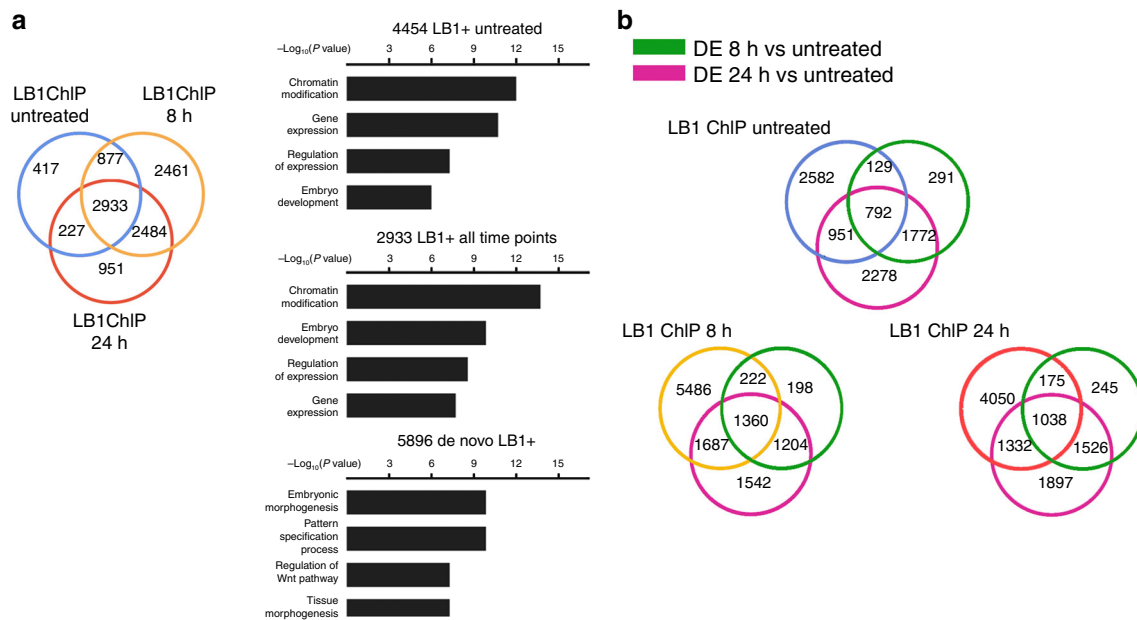 a
LB1ChIP
untreated
LB1ChIP
8 h
417
877
2461
2933
227
2484
951
LB1ChIP
24 h
4454 LB1+ untreated
–Log10(P value)
3 6 9 12 15
Chromatin
modification
Gene
expression
Regulation
of expression
Embryo
development
2933 LB1+ all time points
–Log10(P value)
3 6 9 12 15
Chromatin
modification
Embryo
development
Regulation
of expression
Gene
expression
5896 de novo LB1+
–Log10(P value)
3 6 9 12 15
Embryonic
morphogenesis
Pattern
specification
process
Regulation of
Wnt pathway
Tissue
morphogenesis
b
DE 8 h vs untreated
DE 24 h vs untreated
LB1 ChIP untreated
2582
129
291
792
951
1772
2278
LB1 ChIP 8 h
5486
222
198
1360
1687
1204
1542
LB1 ChIP 24 h
4050
175
245
1038
1332
1526
1897